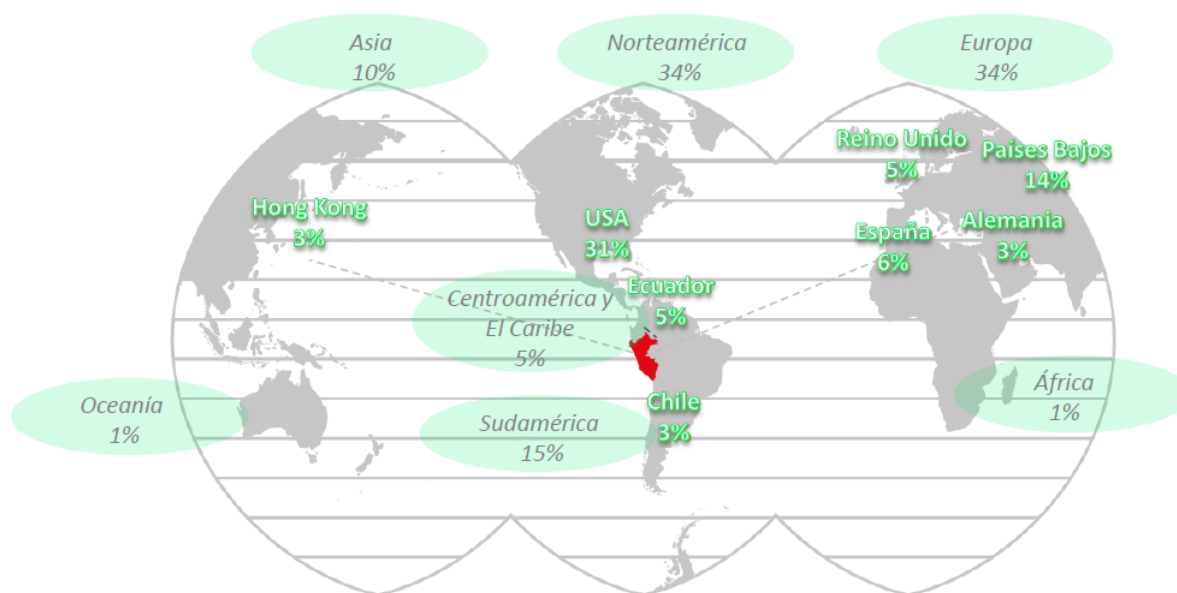 Asia
10%
Norteamérica
34%
Europa
34%
Reino Unido
5%
Países Bajos
14%
Hong Kong
3%
USA
31%
España
6%
Alemania
3%
Ecuador
5%
Centroamérica y
El Caribe
5%
Oceanía
1%
Sudamérica
15%
Chile
3%
África
1%